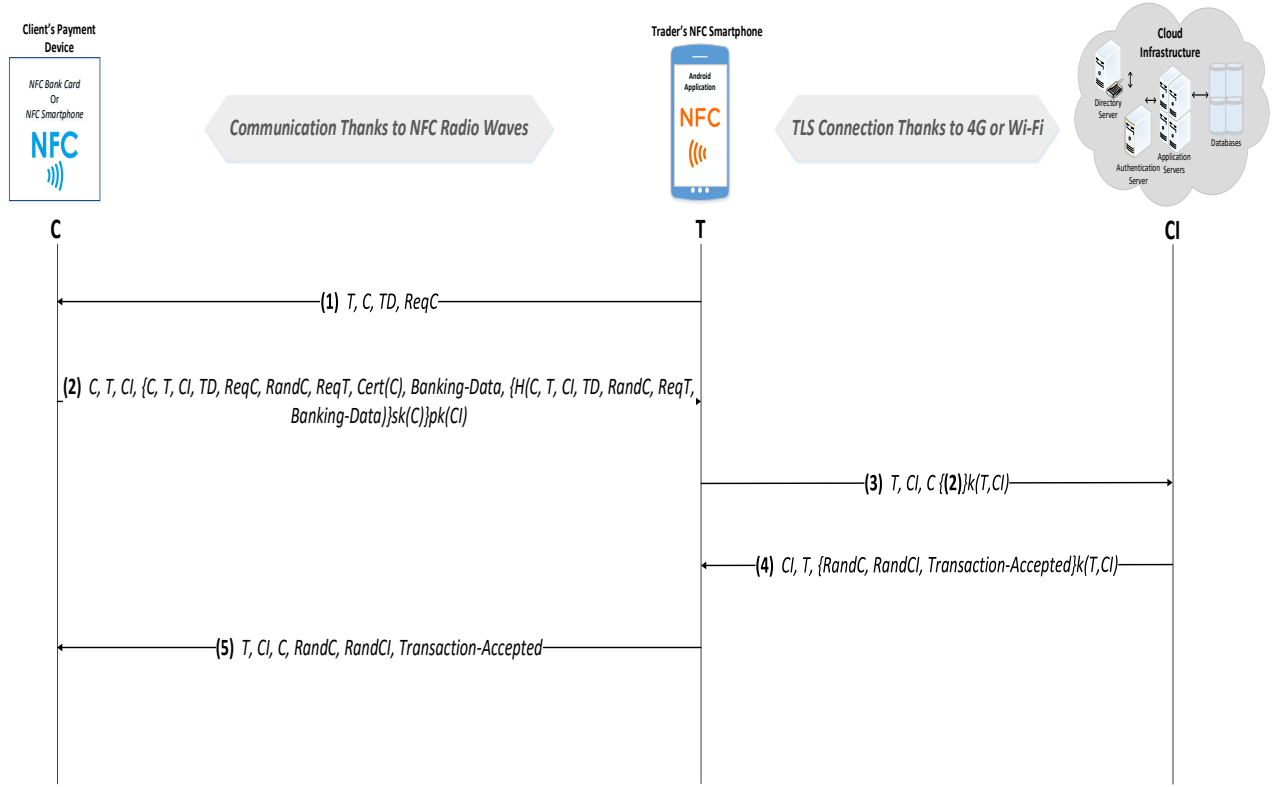 Client's Payment
Device
NFC Bank Card
Or
NFC Smartphone
NFC
Communication Thanks to NFC Radio Waves
Trader's NFC Smartphone
Android
Application
NFC
TLS Connection Thanks to 4G or Wi-Fi
Cloud
Infrastructure
Directory
Server
Authentication
Server
Application
Servers
Databases
C
T
CI
(1) T, C, TD, ReqC
(2) C, T, CI, {C, T, CI, TD, ReqC, RandC, ReqT, Cert(C), Banking-Data, {H(C, T, CI, TD, RandC, ReqT,
Banking-Data)}sk(C)}pk(CI)
(3) T, CI, C {(2)}k(T,CI)
(4) CI, T, {RandC, RandCI, Transaction-Accepted}k(T,CI)
(5) T, CI, C, RandC, RandCI, Transaction-Accepted